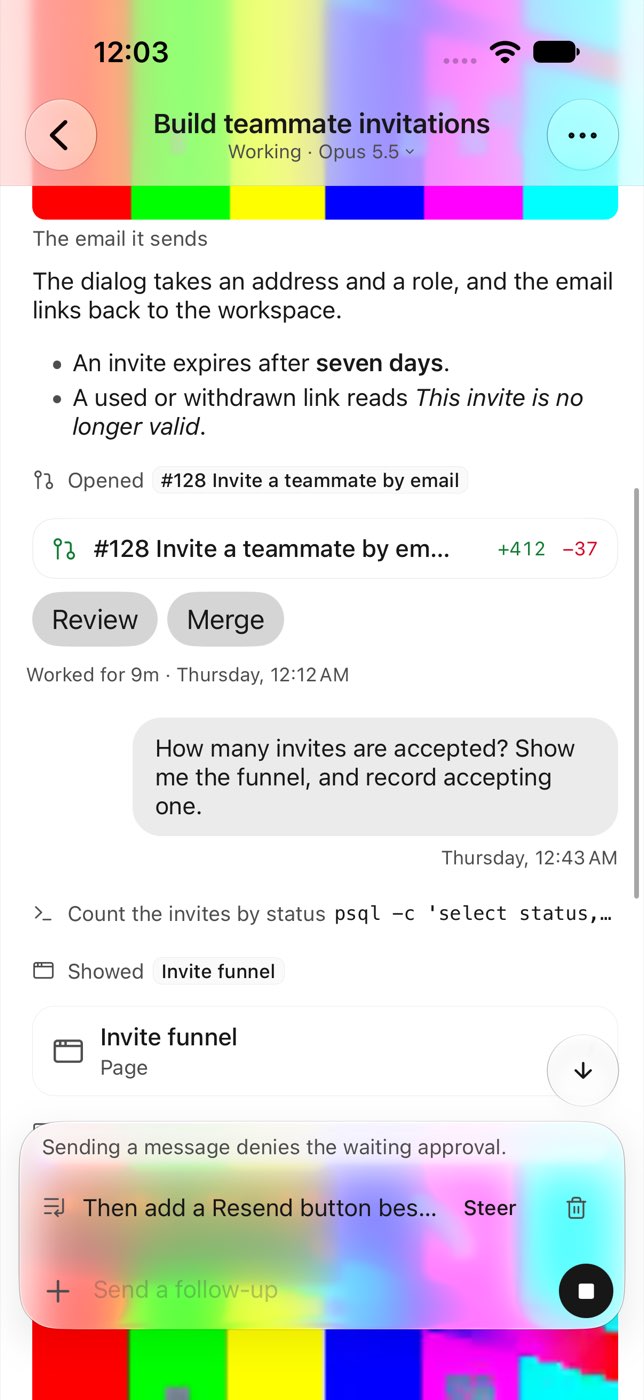 12:03
Build teammate invitations
Working · Opus 5.5
The email it sends
The dialog takes an address and a role, and the email
links back to the workspace.
• An invite expires after seven days.
• A used or withdrawn link reads This invite is no
longer valid.
Opened #128 Invite a teammate by email
#128 Invite a teammate by em... +412 −37
Review Merge
Worked for 9m · Thursday, 12:12 AM
How many invites are accepted? Show
me the funnel, and record accepting
one.
Thursday, 12:43 AM
Count the invites by status psql -c 'select status,…
Showed Invite funnel
Invite funnel
Page
Sending a message denies the waiting approval.
Then add a Resend button bes... Steer
Send a follow-up